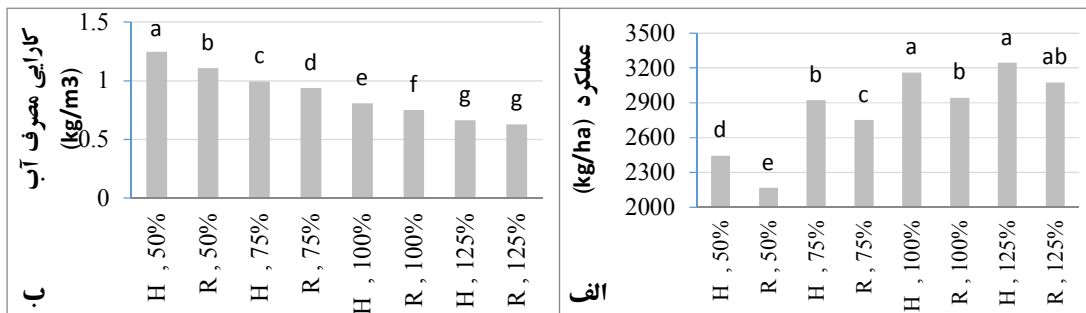 عملکرد (kg/ha)
3500
3200
2900
2600
2300
2000
d
e
b
c
a
b
a
ab
H , 50%
R , 50%
H , 75%
R , 75%
H , 100%
R , 100%
H , 125%
R , 125%
الف
کارایی مصرف آب
(kg/m3)
1.5
1
0.5
0
a
b
c
d
e
f
g
g
H , 50%
R , 50%
H , 75%
R , 75%
H , 100%
R , 100%
H , 125%
R , 125%